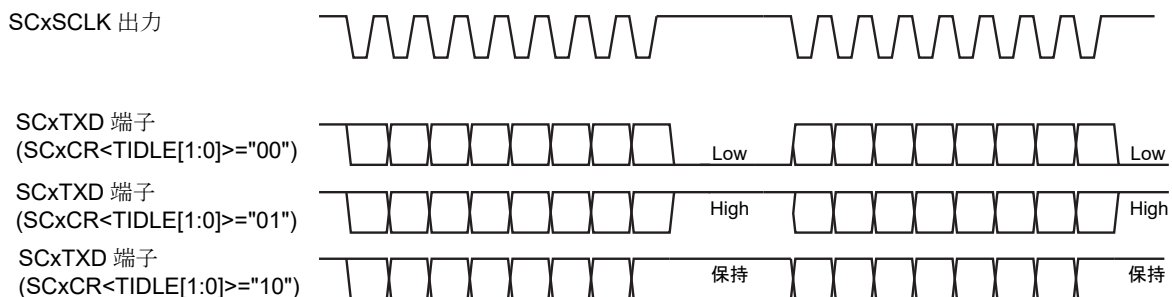 SCxSCLK 出力
SCxTXD 端子
(SCxCR<TIDLE[1:0]>="00")
Low
Low
SCxTXD 端子
(SCxCR<TIDLE[1:0]>="01")
High
High
SCxTXD 端子
(SCxCR<TIDLE[1:0]>="10")
保持
保持